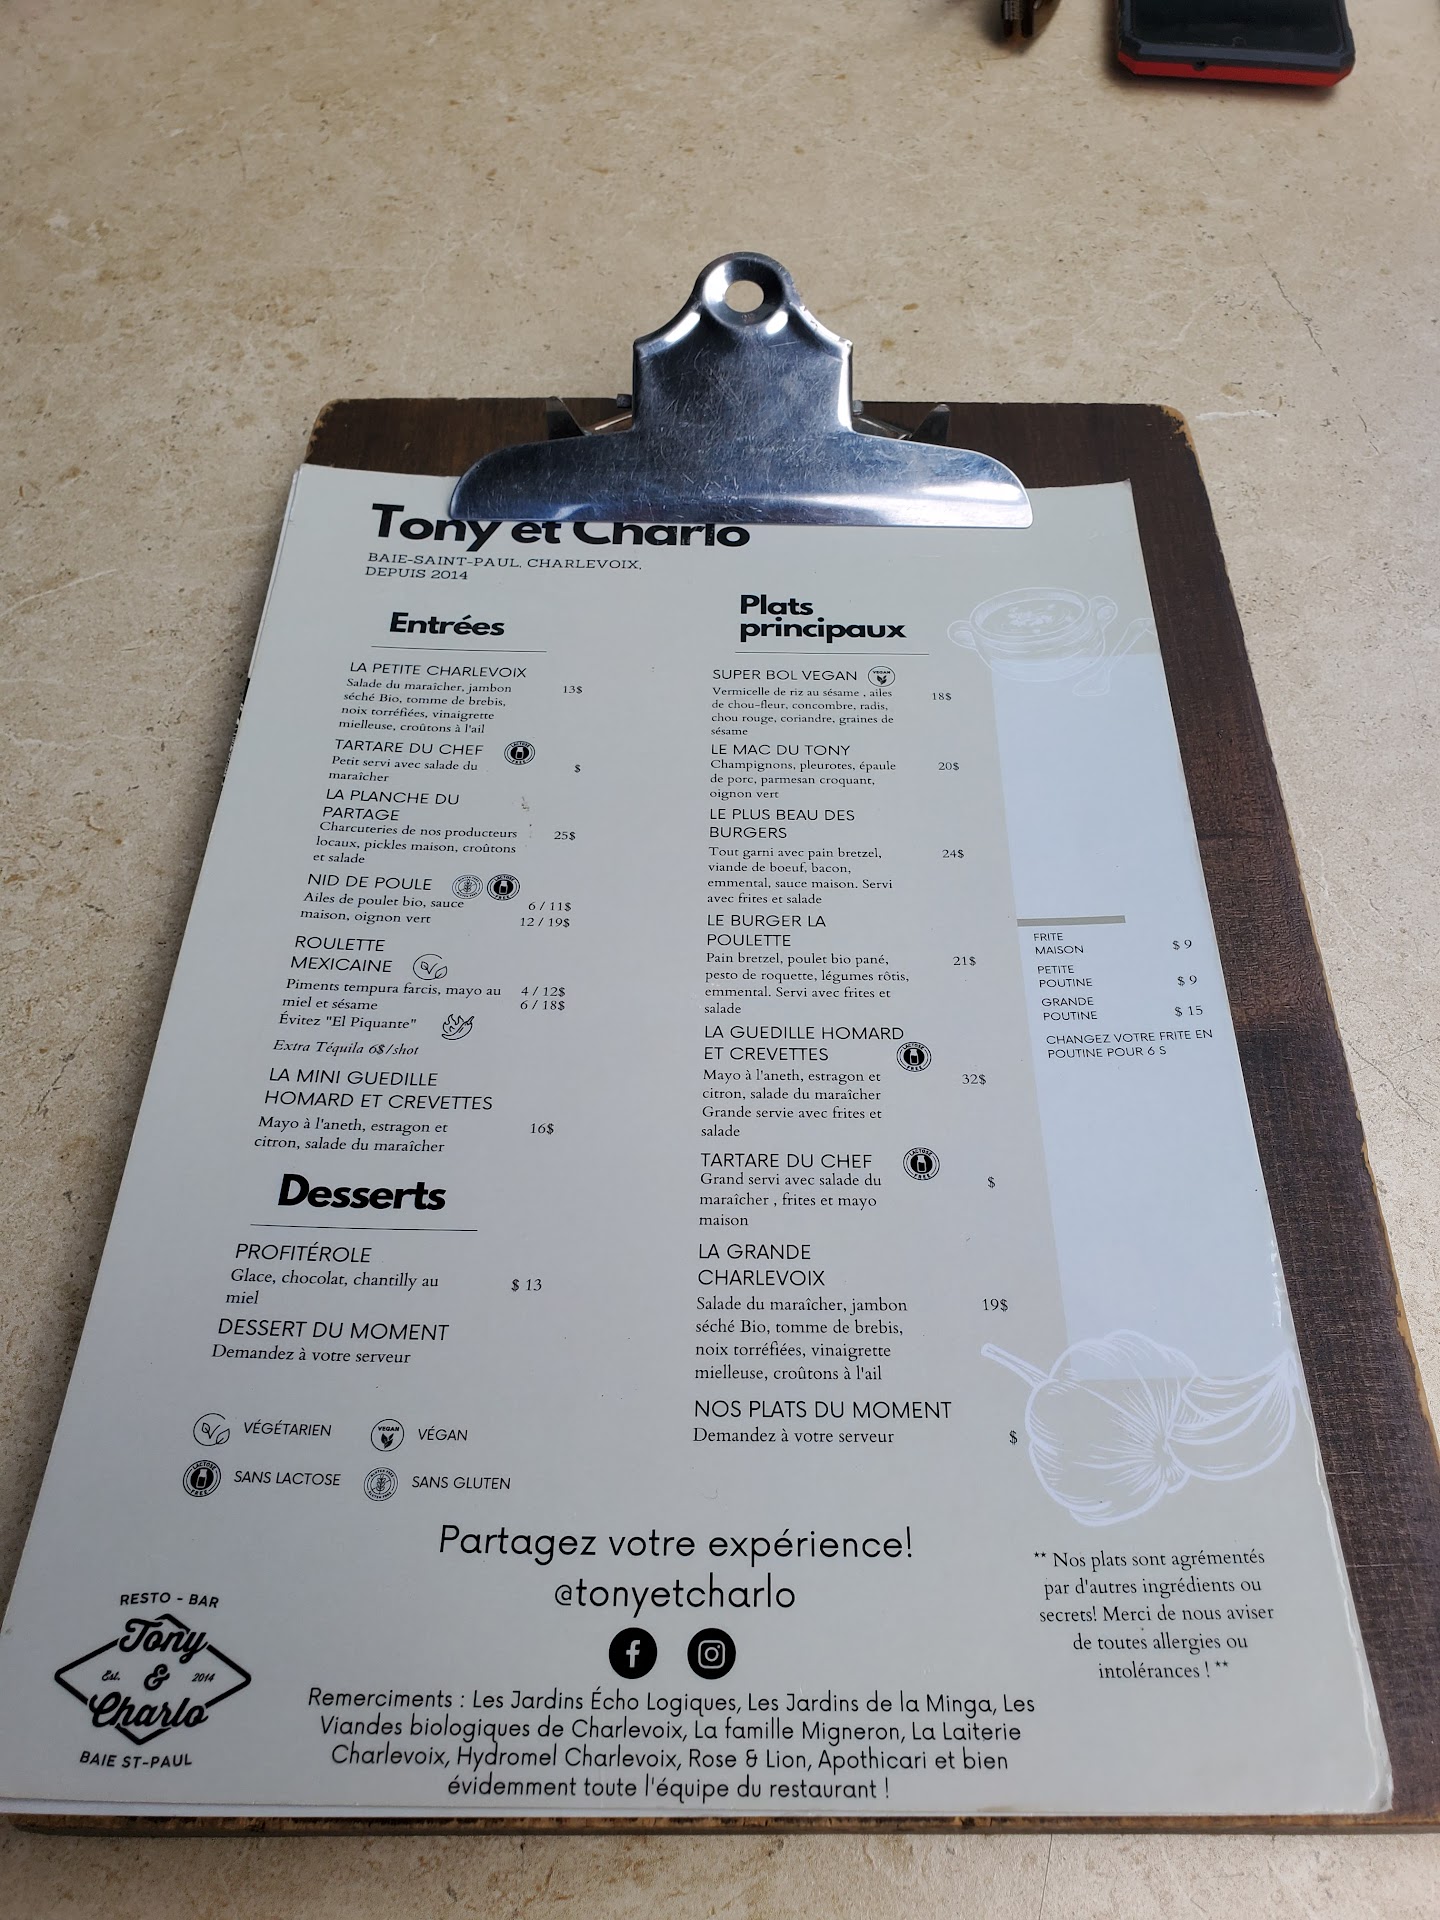 Tony et Charlo
BAIE-SAINT-PAUL, CHARLEVOIX,
DEPUIS 2014
Entrées
LA PETITE CHARLEVOIX
Salade du maraîcher, jambon
séché Bio, tomme de brebis,
noix torréfiées, vinaigrette
mielleuse, croûtons à l'ail
13$
TARTARE DU CHEF
LACTOSE FREE
Petit servi avec salade du
maraîcher
$
LA PLANCHE DU
PARTAGE
Charcuteries de nos producteurs
locaux, pickles maison, croûtons
et salade
25$
NID DE POULE
LACTOSE FREE
Ailes de poulet bio, sauce
maison, oignon vert
6 / 11$
12 / 19$
ROULETTE
MEXICAINE
Piments tempura farcis, mayo au
miel et sésame
4 / 12$
6 / 18$
Évitez "El Piquante"
Extra Téquila 6$/shot
LA MINI GUEDILLE
HOMARD ET CREVETTES
Mayo à l'aneth, estragon et
citron, salade du maraîcher
16$
Desserts
PROFITÉROLE
Glace, chocolat, chantilly au
miel
$ 13
DESSERT DU MOMENT
Demandez à votre serveur
VÉGÉTARIEN
VEGAN
VÉGAN
LACTOSE FREE
SANS LACTOSE
GLUTEN FREE
SANS GLUTEN
Plats
principaux
SUPER BOL VEGAN
VEGAN
Vermicelle de riz au sésame , ailes
de chou-fleur, concombre, radis,
chou rouge, coriandre, graines de
sésame
18$
LE MAC DU TONY
Champignons, pleurotes, épaule
de porc, parmesan croquant,
oignon vert
20$
LE PLUS BEAU DES
BURGERS
Tout garni avec pain bretzel,
viande de boeuf, bacon,
emmental, sauce maison. Servi
avec frites et salade
24$
LE BURGER LA
POULETTE
Pain bretzel, poulet bio pané,
pesto de roquette, légumes rôtis,
emmental. Servi avec frites et
salade
21$
LA GUEDILLE HOMARD
ET CREVETTES
LACTOSE FREE
Mayo à l'aneth, estragon et
citron, salade du maraîcher
Grande servie avec frites et
salade
32$
TARTARE DU CHEF
LACTOSE FREE
Grand servi avec salade du
maraîcher , frites et mayo
maison
$
LA GRANDE
CHARLEVOIX
Salade du maraîcher, jambon
séché Bio, tomme de brebis,
noix torréfiées, vinaigrette
mielleuse, croûtons à l'ail
19$
NOS PLATS DU MOMENT
Demandez à votre serveur
$
FRITE
MAISON
$ 9
PETITE
POUTINE
$ 9
GRANDE
POUTINE
$ 15
CHANGEZ VOTRE FRITE EN
POUTINE POUR 6 S
** Nos plats sont agrémentés
par d'autres ingrédients ou
secrets! Merci de nous aviser
de toutes allergies ou
intolérances ! **
Partagez votre expérience!
@tonyetcharlo
RESTO - BAR
Tony
Est. & 2014
Charlo
BAIE ST-PAUL
Remerciments : Les Jardins Écho Logiques, Les Jardins de la Minga, Les
Viandes biologiques de Charlevoix, La famille Migneron, La Laiterie
Charlevoix, Hydromel Charlevoix, Rose & Lion, Apothicari et bien
évidemment toute l'équipe du restaurant !